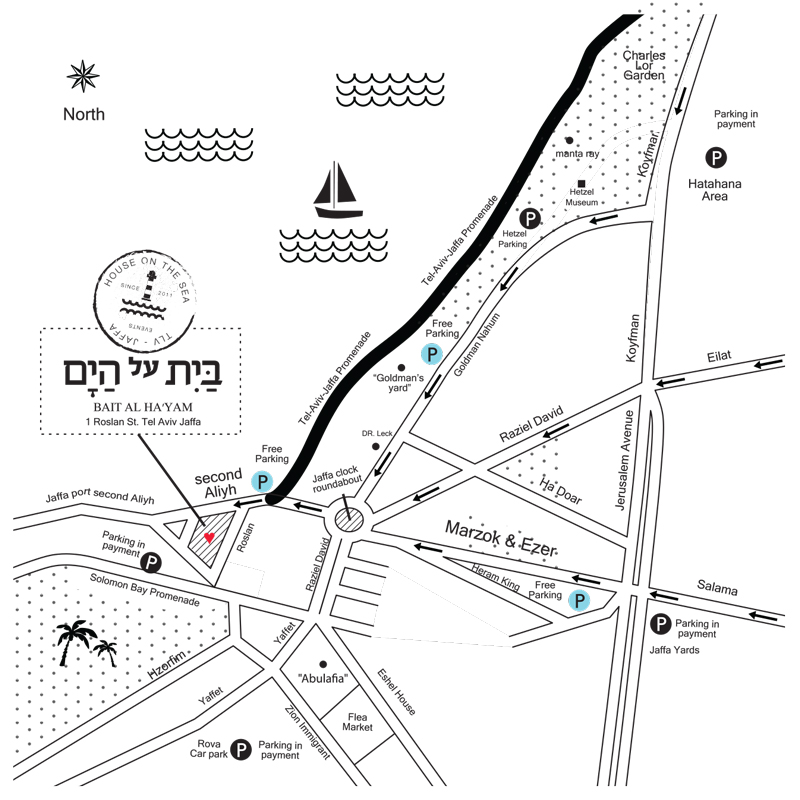 Charles
Lor
Garden
North
Koyfmar
Parking in
payment
P
Hatahana
Area
manta ray
Hetzel
Museum
P
Hetzel
Parking
Tel-Aviv-Jaffa Promenade
HOUSE ON THE SEA
SINCE 2011
EVENTS
TLV - JAFFA
בַּיִת על הַיָם
BAIT AL HA'YAM
1 Roslan St. Tel Aviv Jaffa
Free
Parking
P
Goldman Nahum
Koyfman
Eilat
Tel-Aviv-Jaffa Promenade
"Goldman's
yard"
Raziel David
DR. Leck
Jerusalem Avenue
Free
Parking
P
second
Aliyh
Jaffa clock
roundabout
Ha Doar
Jaffa port second Aliyh
Roslan
Marzok & Ezer
Parking in
payment
P
Raziel David
Heram King
Free
Parking
P
Salama
Solomon Bay Promenade
P
Parking in
payment
Jaffa Yards
Yaffet
Hzorfim
"Abulafia"
Eshel House
Yaffet
Zion Immigrant
Flea
Market
Rova
Car park
P
Parking in
payment